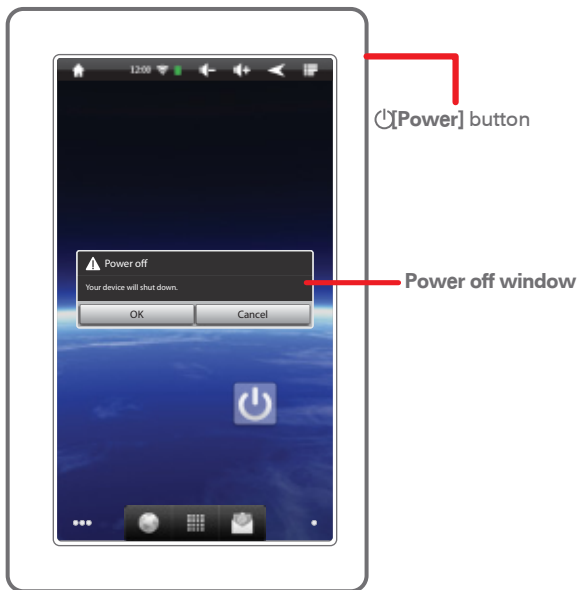 12:00
[Power] button
Power off
Your device will shut down.
Power off window
OK
Cancel